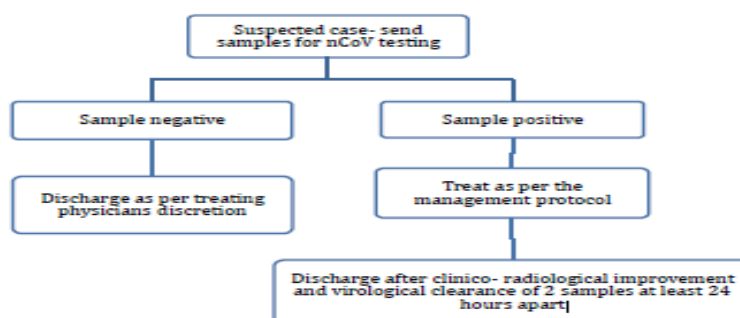 Suspected case- send
samples for nCoV testing
Sample negative
Sample positive
Discharge as per treating
physicians discretion
Treat as per the
management protocol
Discharge after clinico- radiological improvement
and virological clearance of 2 samples at least 24
hours apart